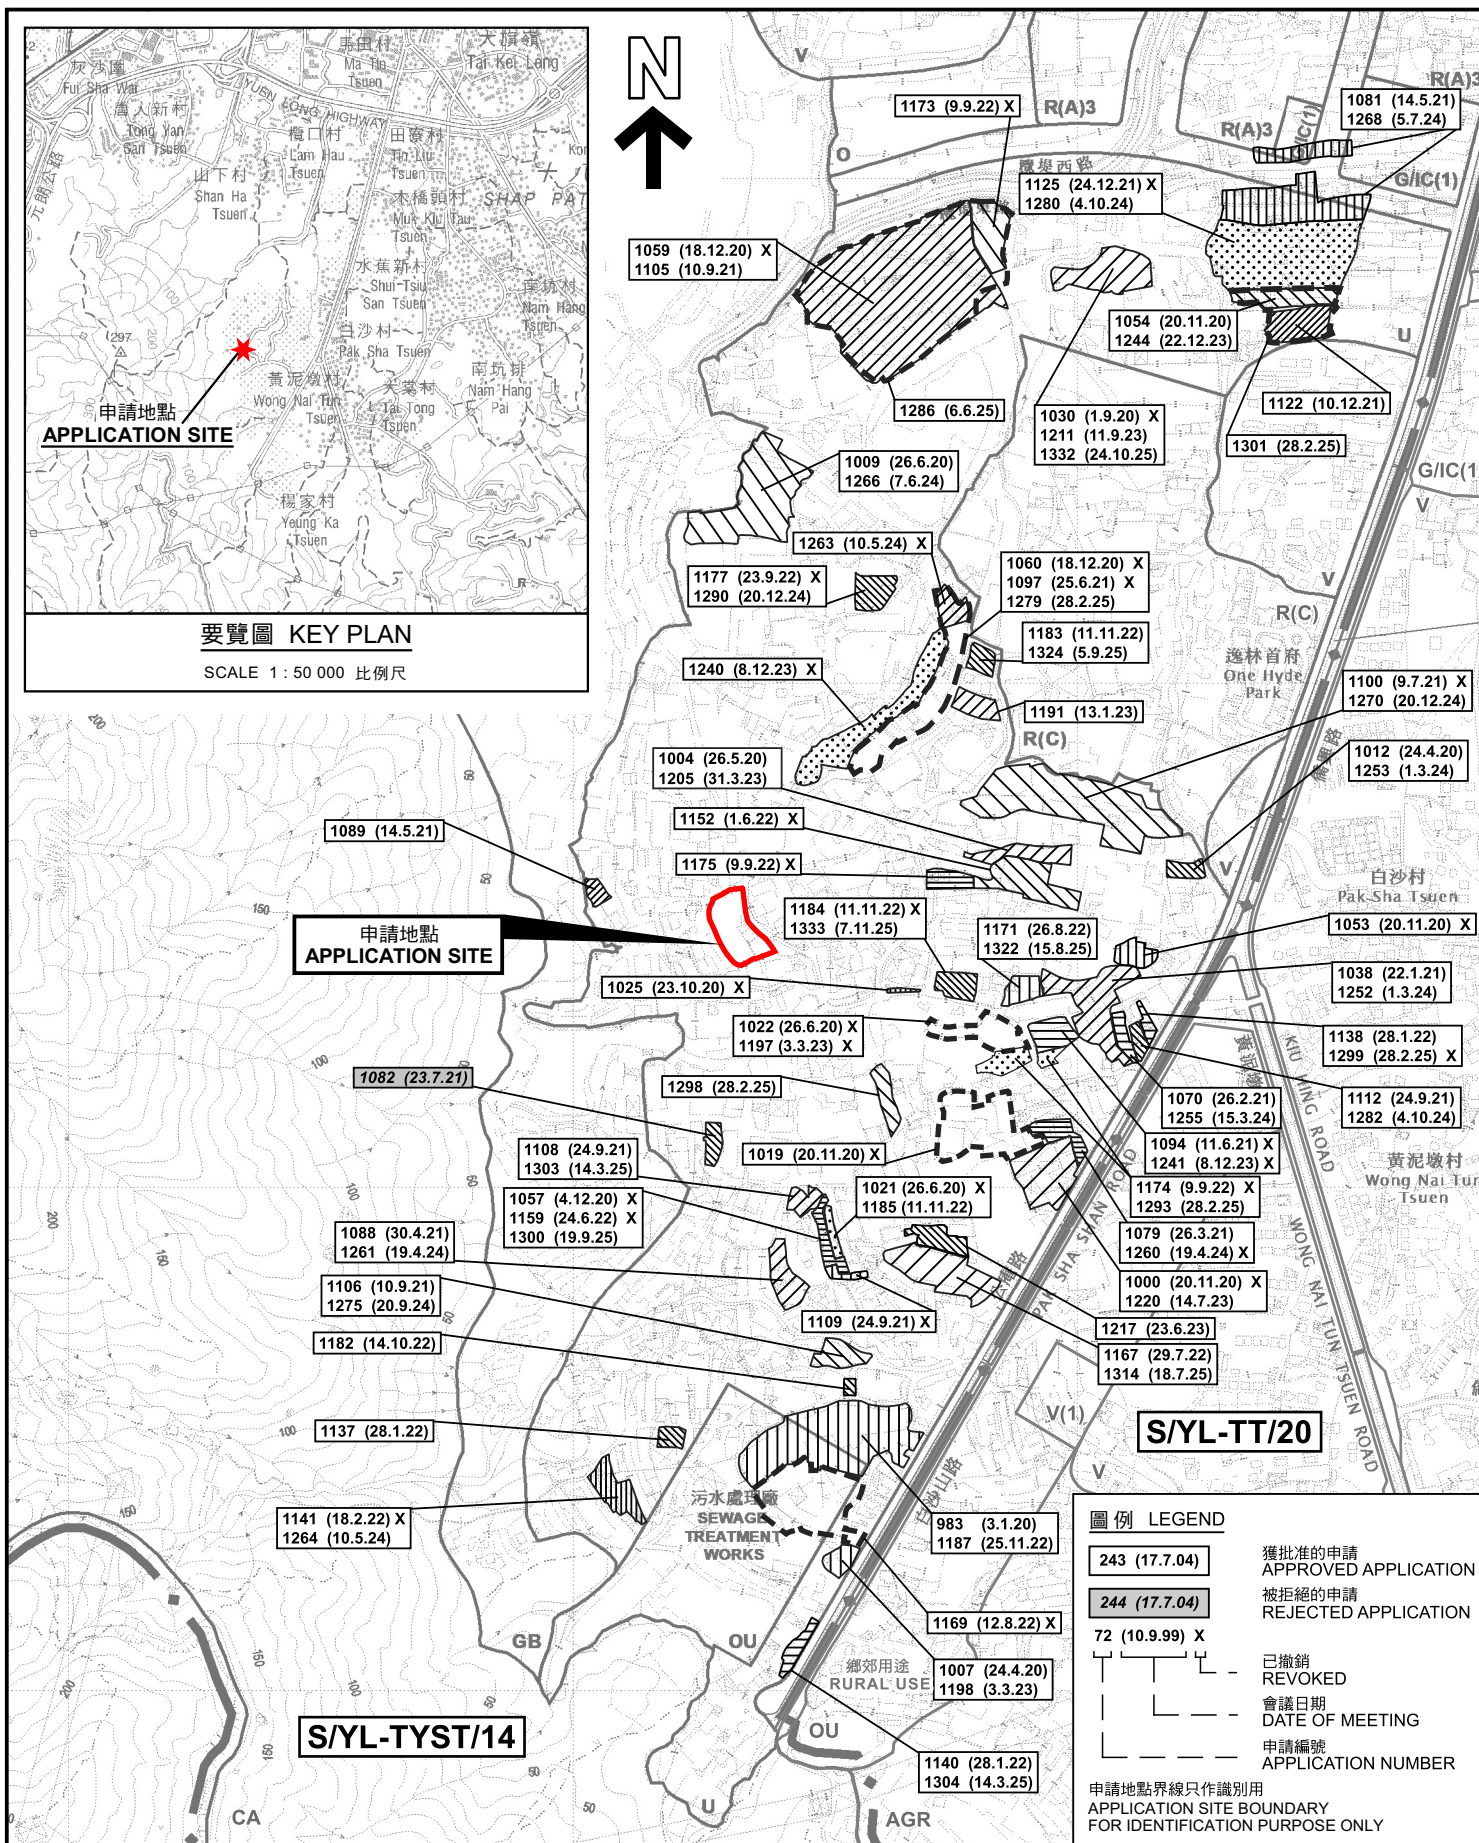 灰沙圍
Fui Sha Wai
馬田村
Ma Tin
Tsuen
大旗嶺
Tai Kei Leng
唐人新村
Tong Yan
San Tsuen
YUEN LONG HIGHWAY
欖口村
Lam Hau
Tsuen
田寮村
Tin Liu
Tsuen
山下村
Shan Ha
Tsuen
元朗公路
木橋頭村
Muk Kiu Tau
Tsuen
大
SHAP PAT
水蕉新村
Shui Tsiu
San Tsuen
南坑村
Nam Hang
Tsuen
白沙村
Pak Sha Tsuen
297
黃泥墩村
Wong Nai Tun
Tsuen
大棠村
Tai Tong
Tsuen
南坑排
Nam Hang
Pai
申請地點
APPLICATION SITE
楊家村
Yeung Ka
Tsuen
要覽圖 KEY PLAN
SCALE 1 : 50 000 比例尺
N
V
R(A)3
R(A)3
R(A)3
O
G/IC(1)
G/IC(1)
欖堤西路
1173 (9.9.22) X
1081 (14.5.21)
1268 (5.7.24)
1125 (24.12.21) X
1280 (4.10.24)
1059 (18.12.20) X
1105 (10.9.21)
1054 (20.11.20)
1244 (22.12.23)
U
1286 (6.6.25)
1030 (1.9.20) X
1211 (11.9.23)
1332 (24.10.25)
1122 (10.12.21)
1301 (28.2.25)
G/IC(1
V
1009 (26.6.20)
1266 (7.6.24)
1263 (10.5.24) X
1177 (23.9.22) X
1290 (20.12.24)
1060 (18.12.20) X
1097 (25.6.21) X
1279 (28.2.25)
V
R(C)
1183 (11.11.22)
1324 (5.9.25)
1240 (8.12.23) X
逸林首府
One Hyde
Park
1100 (9.7.21) X
1270 (20.12.24)
1191 (13.1.23)
R(C)
1004 (26.5.20)
1205 (31.3.23)
1012 (24.4.20)
1253 (1.3.24)
1152 (1.6.22) X
1089 (14.5.21)
1175 (9.9.22) X
V
白沙村
Pak Sha Tsuen
申請地點
APPLICATION SITE
1184 (11.11.22) X
1333 (7.11.25)
1171 (26.8.22)
1322 (15.8.25)
1053 (20.11.20) X
1025 (23.10.20) X
1038 (22.1.21)
1252 (1.3.24)
1022 (26.6.20) X
1197 (3.3.23) X
1138 (28.1.22)
1299 (28.2.25) X
1082 (23.7.21)
1298 (28.2.25)
1070 (26.2.21)
1255 (15.3.24)
1112 (24.9.21)
1282 (4.10.24)
KIU HING ROAD
1108 (24.9.21)
1303 (14.3.25)
1019 (20.11.20) X
1094 (11.6.21) X
1241 (8.12.23) X
黃泥墩村
Wong Nai Tun
Tsuen
1057 (4.12.20) X
1159 (24.6.22) X
1300 (19.9.25)
1021 (26.6.20) X
1185 (11.11.22)
1174 (9.9.22) X
1293 (28.2.25)
1088 (30.4.21)
1261 (19.4.24)
1079 (26.3.21)
1260 (19.4.24) X
1106 (10.9.21)
1275 (20.9.24)
1000 (20.11.20) X
1220 (14.7.23)
PAK SHA SHAN ROAD
WONG NAI TUN TSUEN ROAD
1109 (24.9.21) X
1182 (14.10.22)
1217 (23.6.23)
1167 (29.7.22)
1314 (18.7.25)
V(1)
S/YL-TT/20
1137 (28.1.22)
V
白沙山路
污水處理廠
SEWAGE
TREATMENT
WORKS
1141 (18.2.22) X
1264 (10.5.24)
983 (3.1.20)
1187 (25.11.22)
1169 (12.8.22) X
GB
OU
鄉郊用途
RURAL USE
1007 (24.4.20)
1198 (3.3.23)
S/YL-TYST/14
OU
1140 (28.1.22)
1304 (14.3.25)
CA
U
AGR
圖例 LEGEND
243 (17.7.04)
獲批准的申請
APPROVED APPLICATION
244 (17.7.04)
被拒絕的申請
REJECTED APPLICATION
72 (10.9.99) X
已撤銷
REVOKED
會議日期
DATE OF MEETING
申請編號
APPLICATION NUMBER
申請地點界線只作識別用
APPLICATION SITE BOUNDARY
FOR IDENTIFICATION PURPOSE ONLY